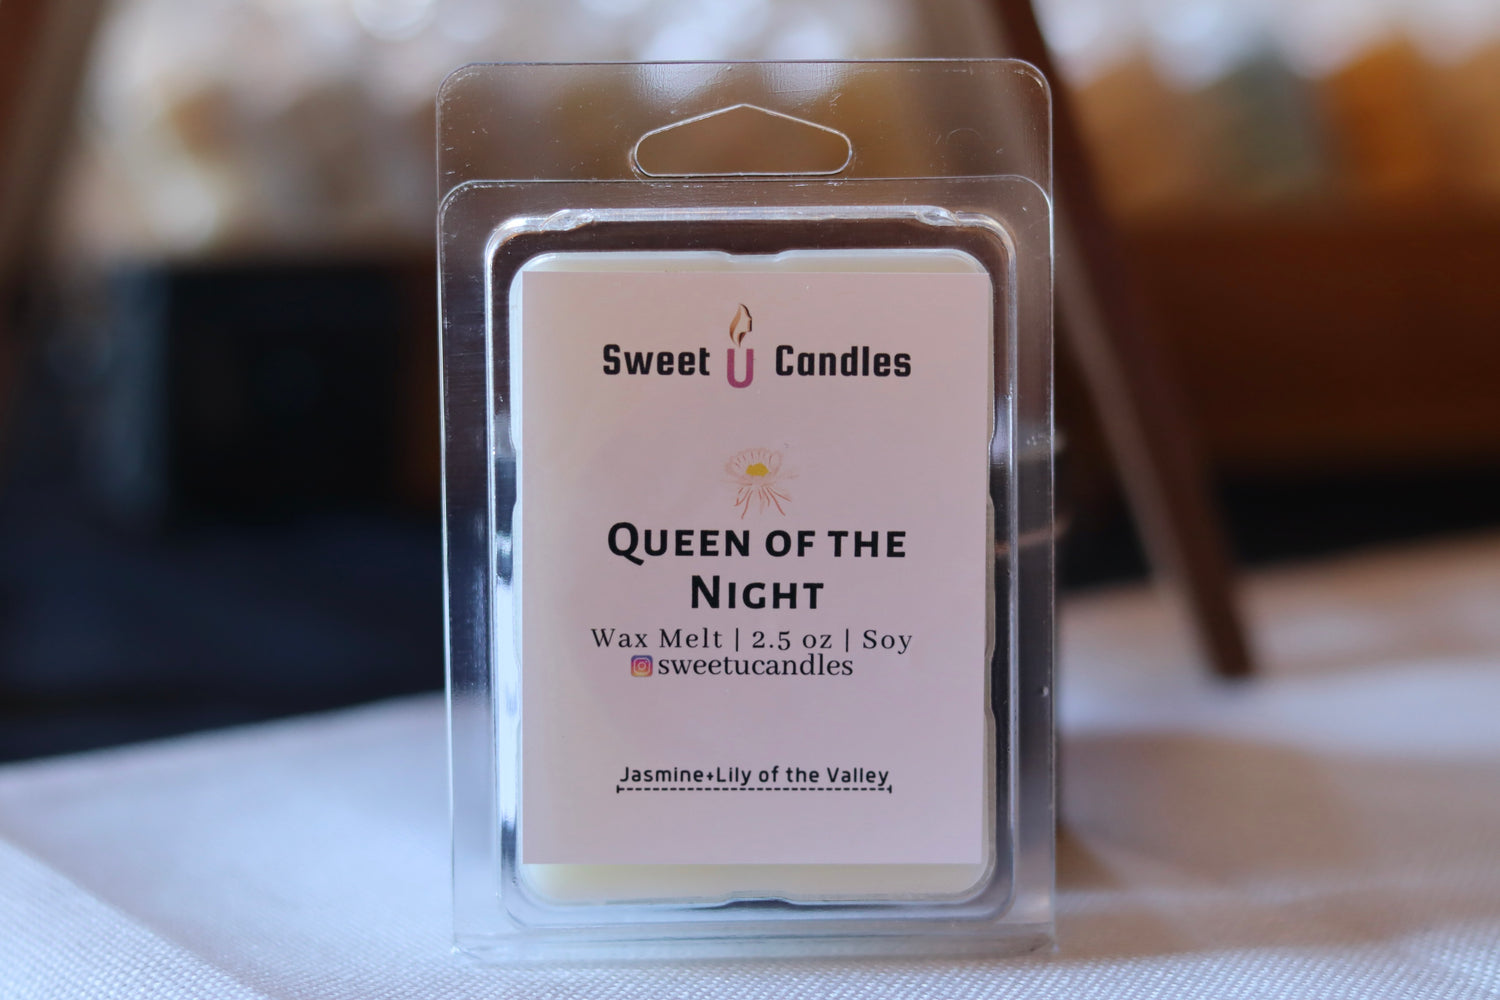 Sweet U Candles
QUEEN OF THE
NIGHT
Wax Melt | 2.5 oz | Soy
sweetucandles
Jasmine+Lily of the Valley